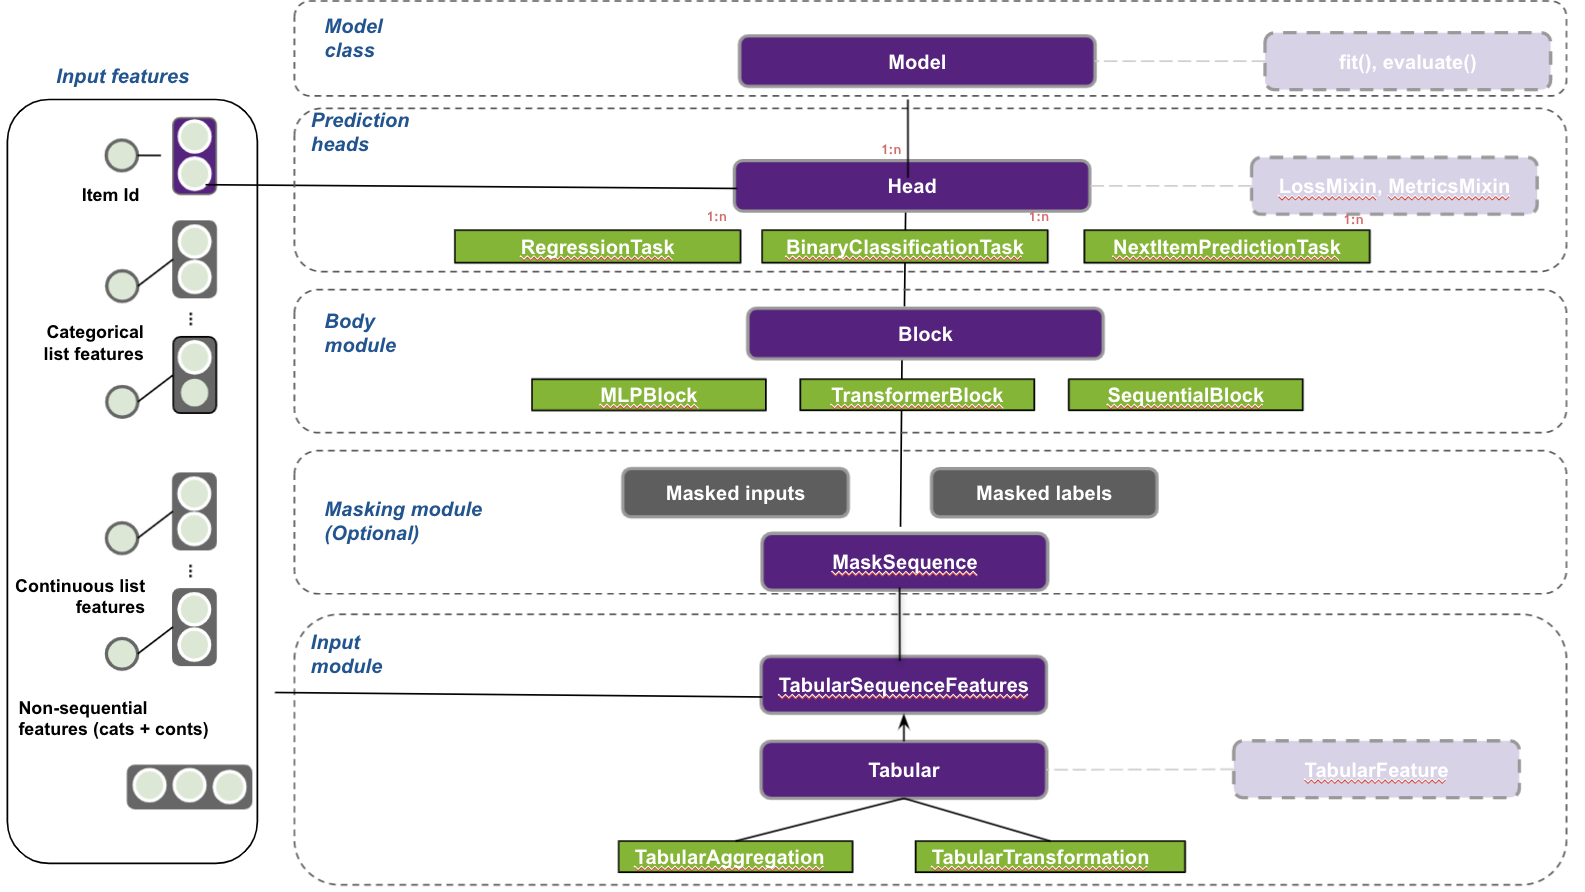 Input features
Item Id
Categorical
list features
Continuous list
features
Non-sequential
features (cats + conts)
Model
class
Model
fit(), evaluate()
Prediction
heads
1:n
Head
LossMixin, MetricsMixin
1:n
1:n
1:n
RegressionTask
BinaryClassificationTask
NextItemPredictionTask
Body
module
Block
MLPBlock
TransformerBlock
SequentialBlock
Masking module
(Optional)
Masked inputs
Masked labels
MaskSequence
Input
module
TabularSequenceFeatures
Tabular
TabularFeature
TabularAggregation
TabularTransformation